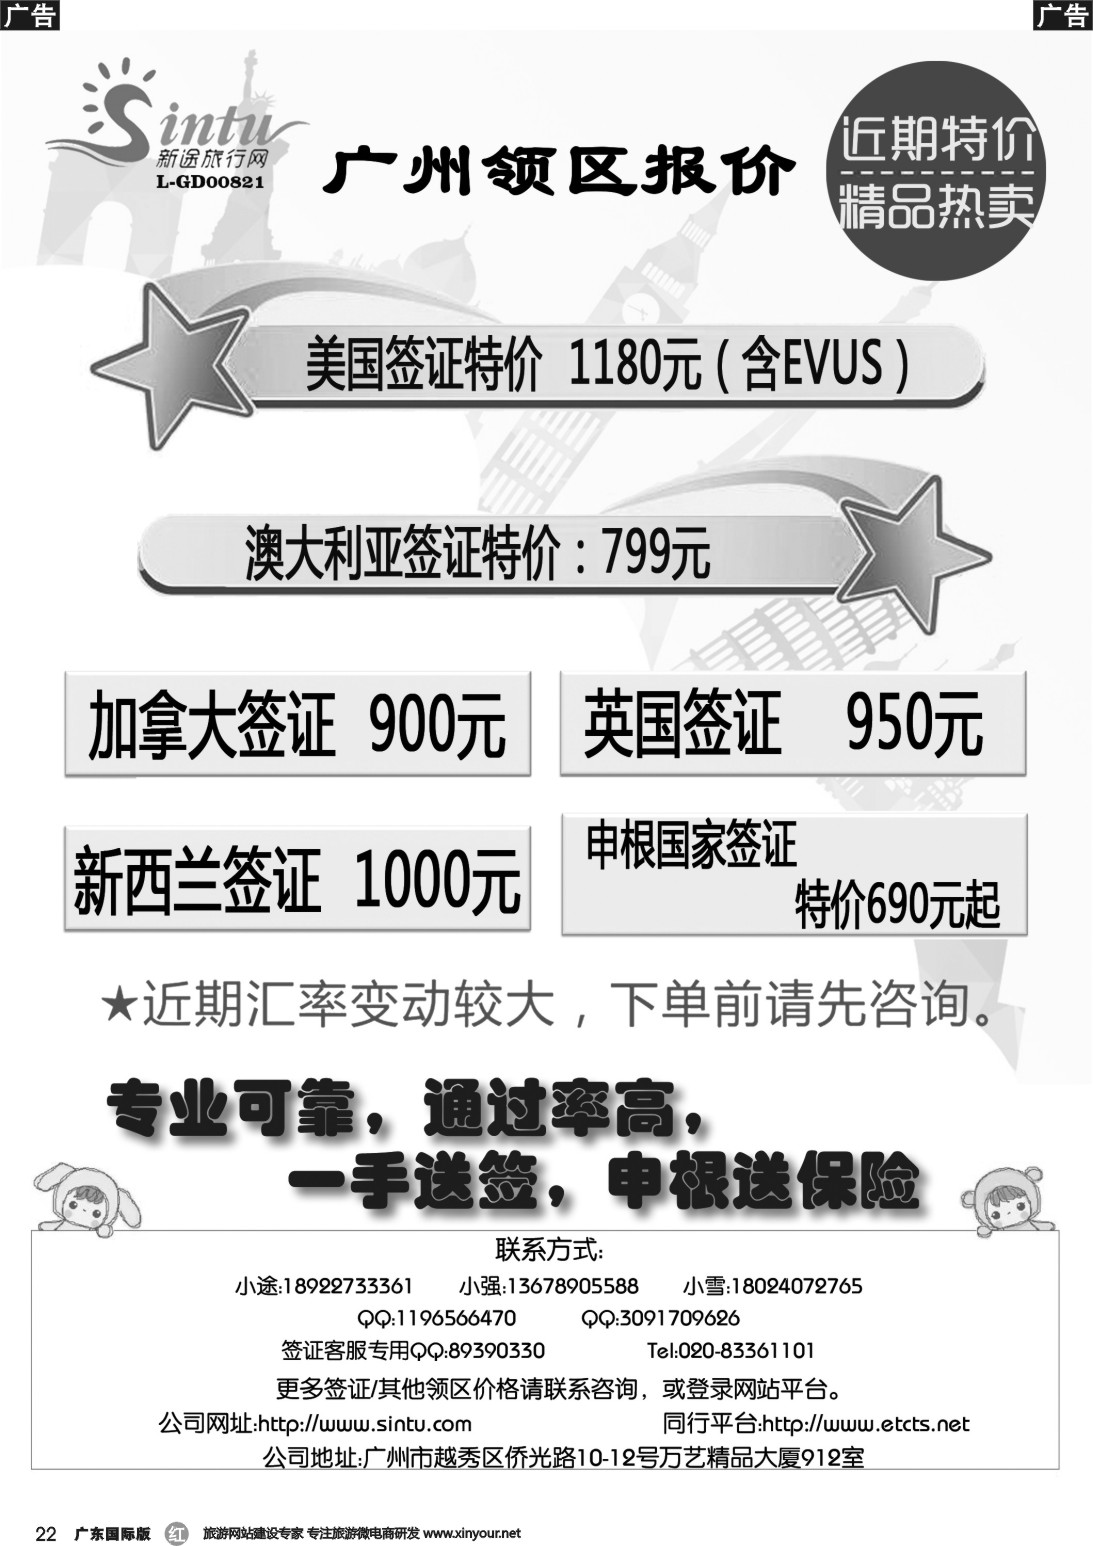 广告
广告
Sintu
新途旅行网
L-GD00821
广州领区报价
近期特价
精品热卖
美国签证特价 1180元（含EVUS）
澳大利亚签证特价：799元
加拿大签证 900元
英国签证 950元
新西兰签证 1000元
申根国家签证
特价690元起
★近期汇率变动较大，下单前请先咨询。
专业可靠，通过率高，
一手送签，申根送保险
联系方式:
小途:18922733361 小强:13678905588 小雪:18024072765
QQ:1196566470 QQ:3091709626
签证客服专用QQ:89390330 Tel:020-83361101
更多签证/其他领区价格请联系咨询，或登录网站平台。
公司网址:http://www.sintu.com 同行平台:http://www.etcts.net
公司地址:广州市越秀区侨光路10-12号万艺精品大厦912室
22 广东国际版 红 旅游网站建设专家 专注旅游微电商研发 www.xinyour.net